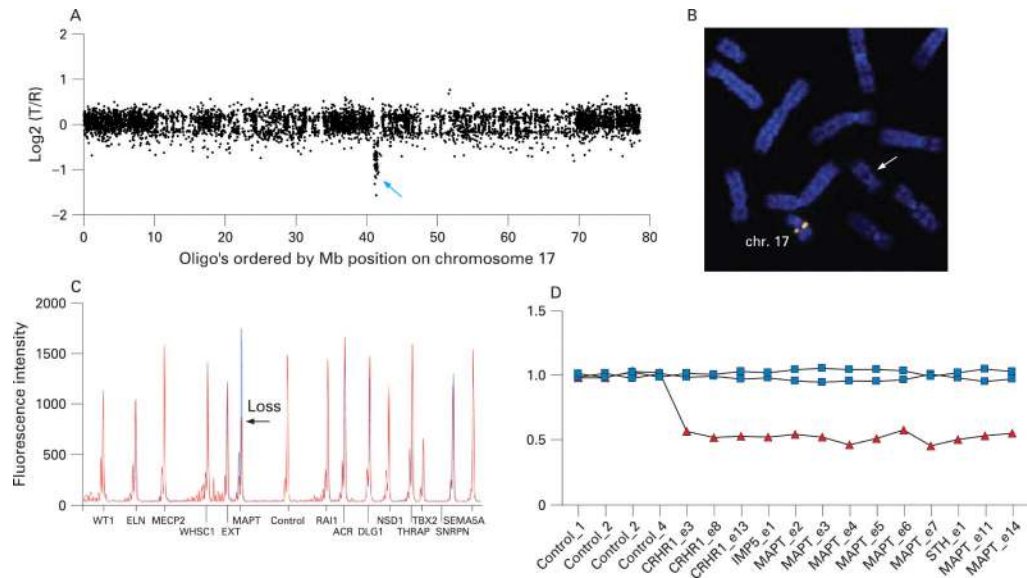 A
2
1
0
−1
−2
Log2 (T/R)
0 10 20 30 40 50 60 70 80
Oligo's ordered by Mb position on chromosome 17
B
chr. 17
C
2000
1500
1000
500
0
Fluorescence intensity
Loss
WT1 ELN MECP2 MAPT Control RAI1 NSD1 TBX2 SEMA5A
WHSC1 EXT ACR DLG1 THRAP SNRPN
D
1.5
1.0
0.5
0
Control_1
Control_2
Control_2
Control_4
CRHR1_e3
CRHR1_e8
CRHR1_e13
IMP5_e1
MAPT_e2
MAPT_e3
MAPT_e4
MAPT_e5
MAPT_e6
MAPT_e7
STH_e1
MAPT_e11
MAPT_e14